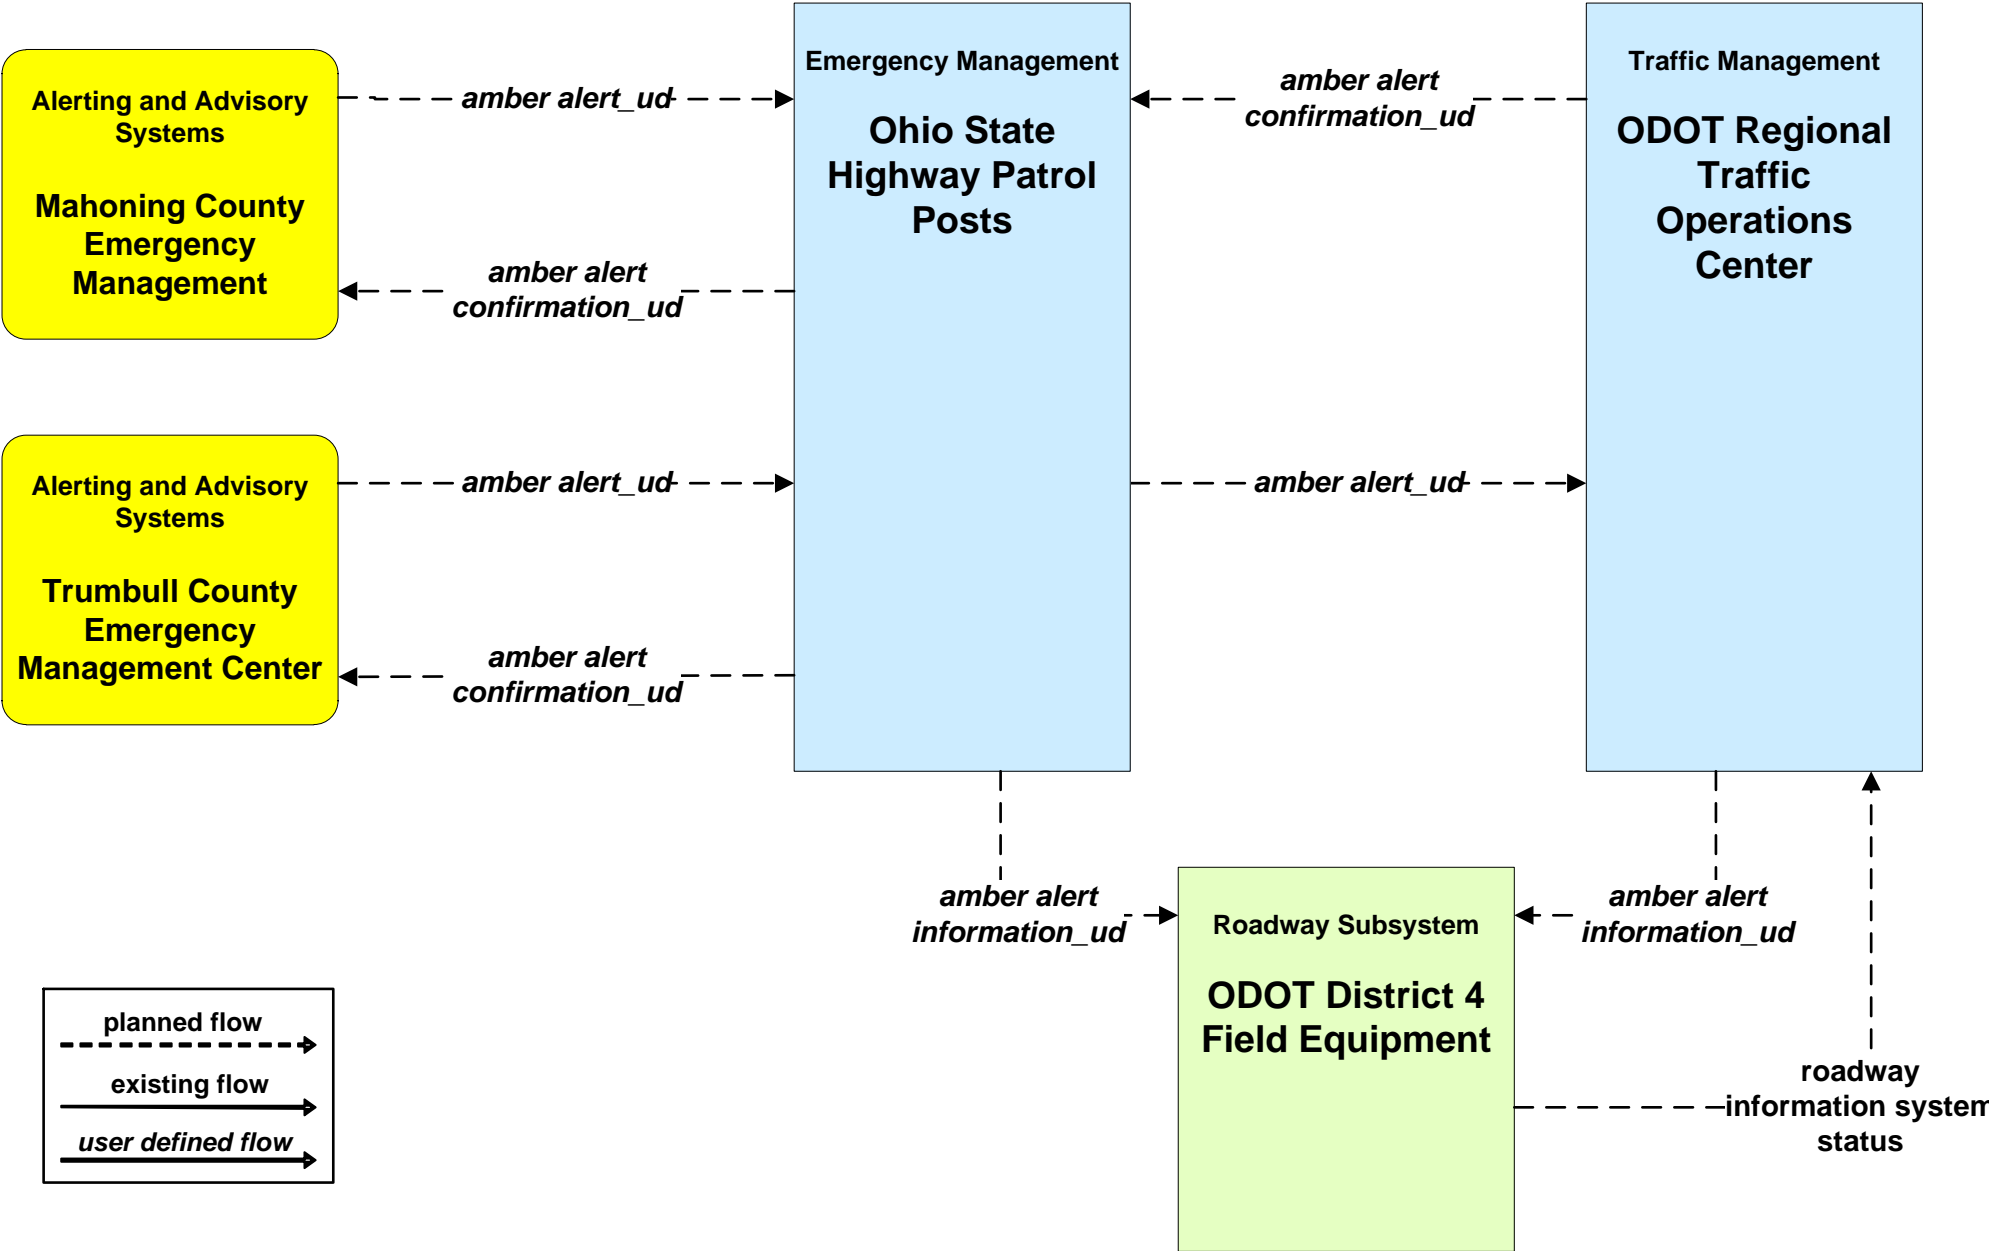 Alerting and Advisory
Systems
Mahoning County
Emergency
Management
amber alert_ud
amber alert
confirmation_ud
Emergency Management
Ohio State
Highway Patrol
Posts
amber alert
confirmation_ud
Traffic Management
ODOT Regional
Traffic
Operations
Center
Alerting and Advisory
Systems
Trumbull County
Emergency
Management Center
amber alert_ud
amber alert
confirmation_ud
amber alert_ud
amber alert
information_ud
Roadway Subsystem
ODOT District 4
Field Equipment
amber alert
information_ud
roadway
information system
status
planned flow
existing flow
user defined flow